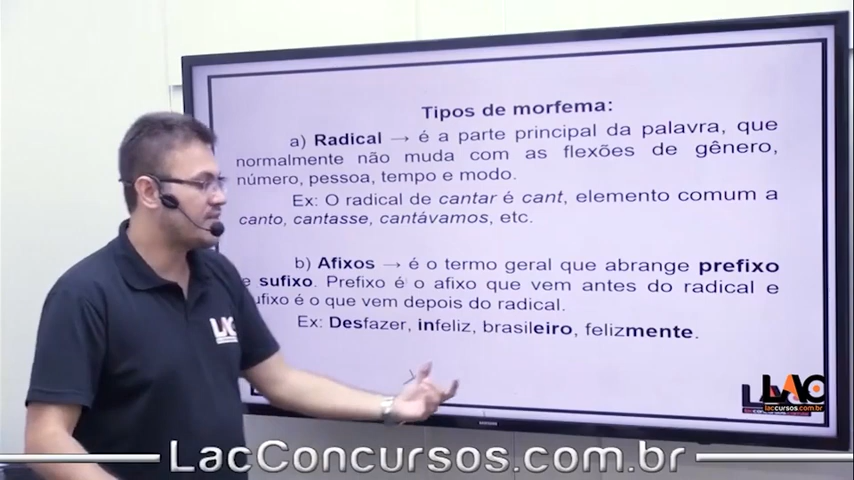 Tipos de morfema:
a) Radical → é a parte principal da palavra, que
normalmente não muda com as flexões de gênero,
número, pessoa, tempo e modo.
Ex: O radical de cantar é cant, elemento comum a
canto, cantasse, cantávamos, etc.
b) Afixos → é o termo geral que abrange prefixo
e sufixo. Prefixo é o afixo que vem antes do radical e
sufixo é o que vem depois do radical.
Ex: Desfazer, infeliz, brasileiro, felizmente.
LAC
LAC
laccursos.com.br
LacConcursos.com.br